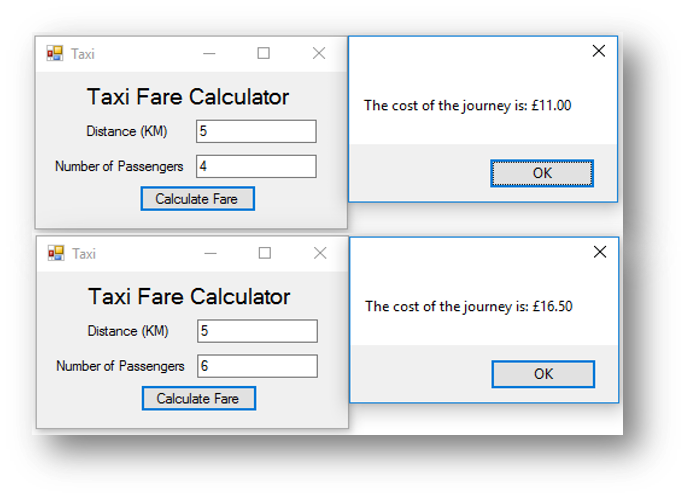 Taxi
Taxi Fare Calculator
Distance (KM) 5
Number of Passengers 4
Calculate Fare
The cost of the journey is: £11.00
OK
Taxi
Taxi Fare Calculator
Distance (KM) 5
Number of Passengers 6
Calculate Fare
The cost of the journey is: £16.50
OK